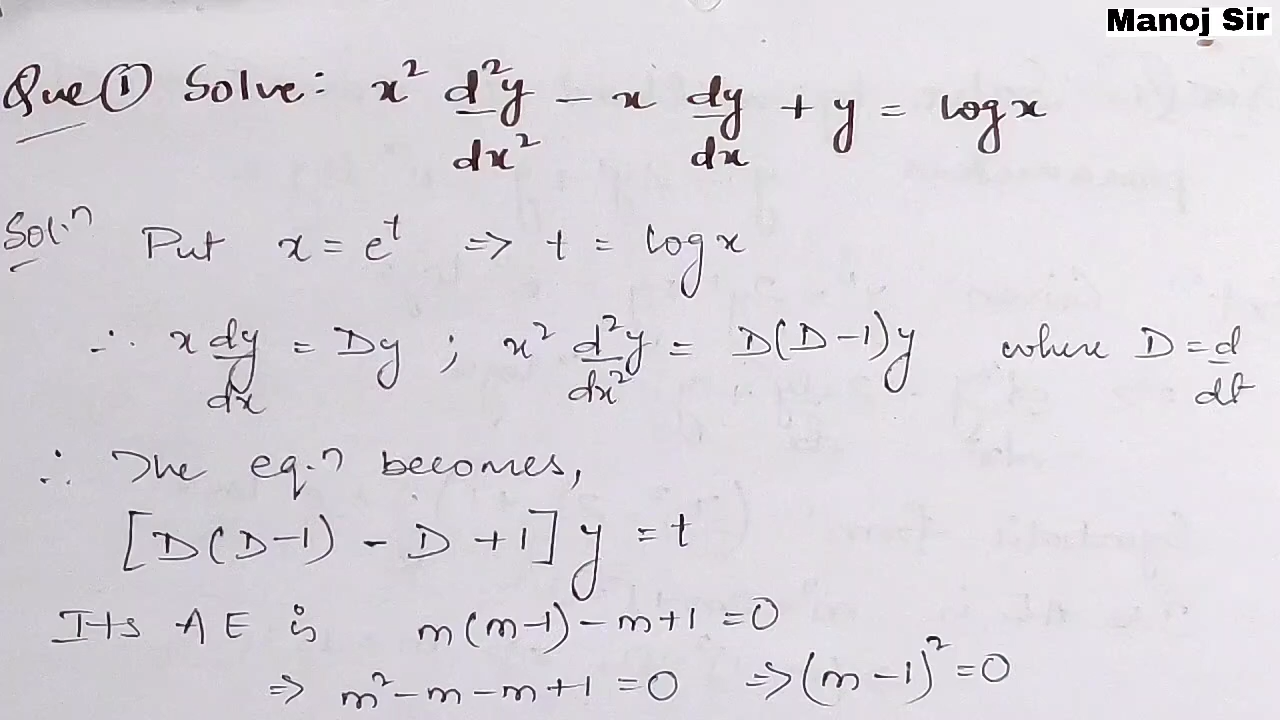 Manoj Sir
Que ① Solve: x² d²y/dx² - x dy/dx + y = log x
Sol.n Put x = e^t => t = log x
∴ x dy/dx = Dy ; x² d²y/dx² = D(D-1)y where D = d/dt
∴ The eq.n becomes,
[D(D-1) - D + 1] y = t
Its AE is m(m-1) - m + 1 = 0
=> m² - m - m + 1 = 0 => (m-1)² = 0